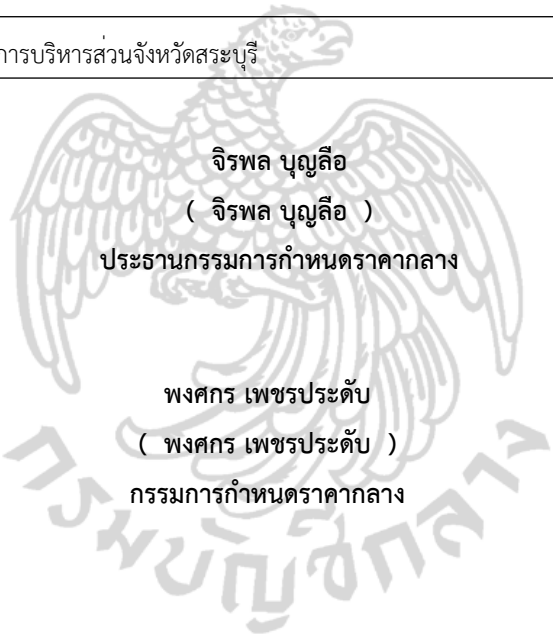 การบริหารส่วนจังหวัดสระบุรี
จิรพล บุญลือ
( จิรพล บุญลือ )
ประธานกรรมการกำหนดราคากลาง
พงศกร เพชรประดับ
( พงศกร เพชรประดับ )
กรรมการกำหนดราคากลาง
กรมบัญชีกลาง